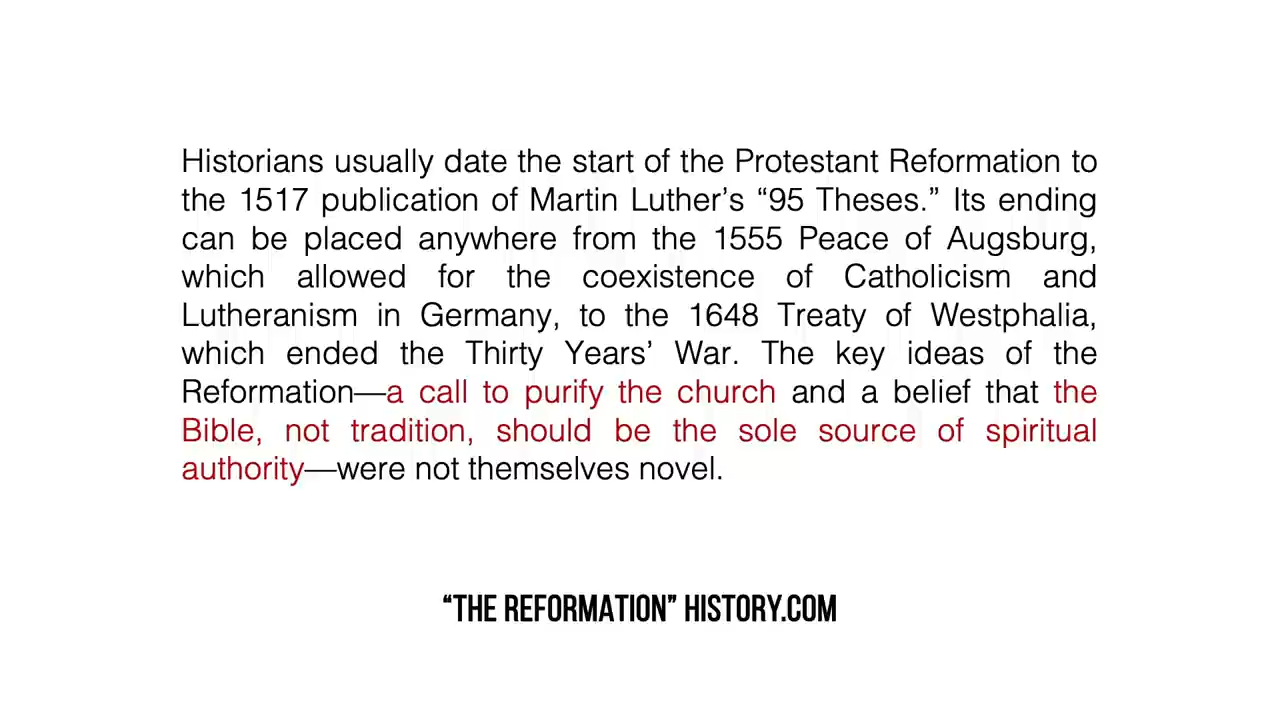 Historians usually date the start of the Protestant Reformation to
the 1517 publication of Martin Luther’s “95 Theses.” Its ending
can be placed anywhere from the 1555 Peace of Augsburg,
which allowed for the coexistence of Catholicism and
Lutheranism in Germany, to the 1648 Treaty of Westphalia,
which ended the Thirty Years’ War. The key ideas of the
Reformation—a call to purify the church and a belief that the
Bible, not tradition, should be the sole source of spiritual
authority—were not themselves novel.
“THE REFORMATION” HISTORY.COM